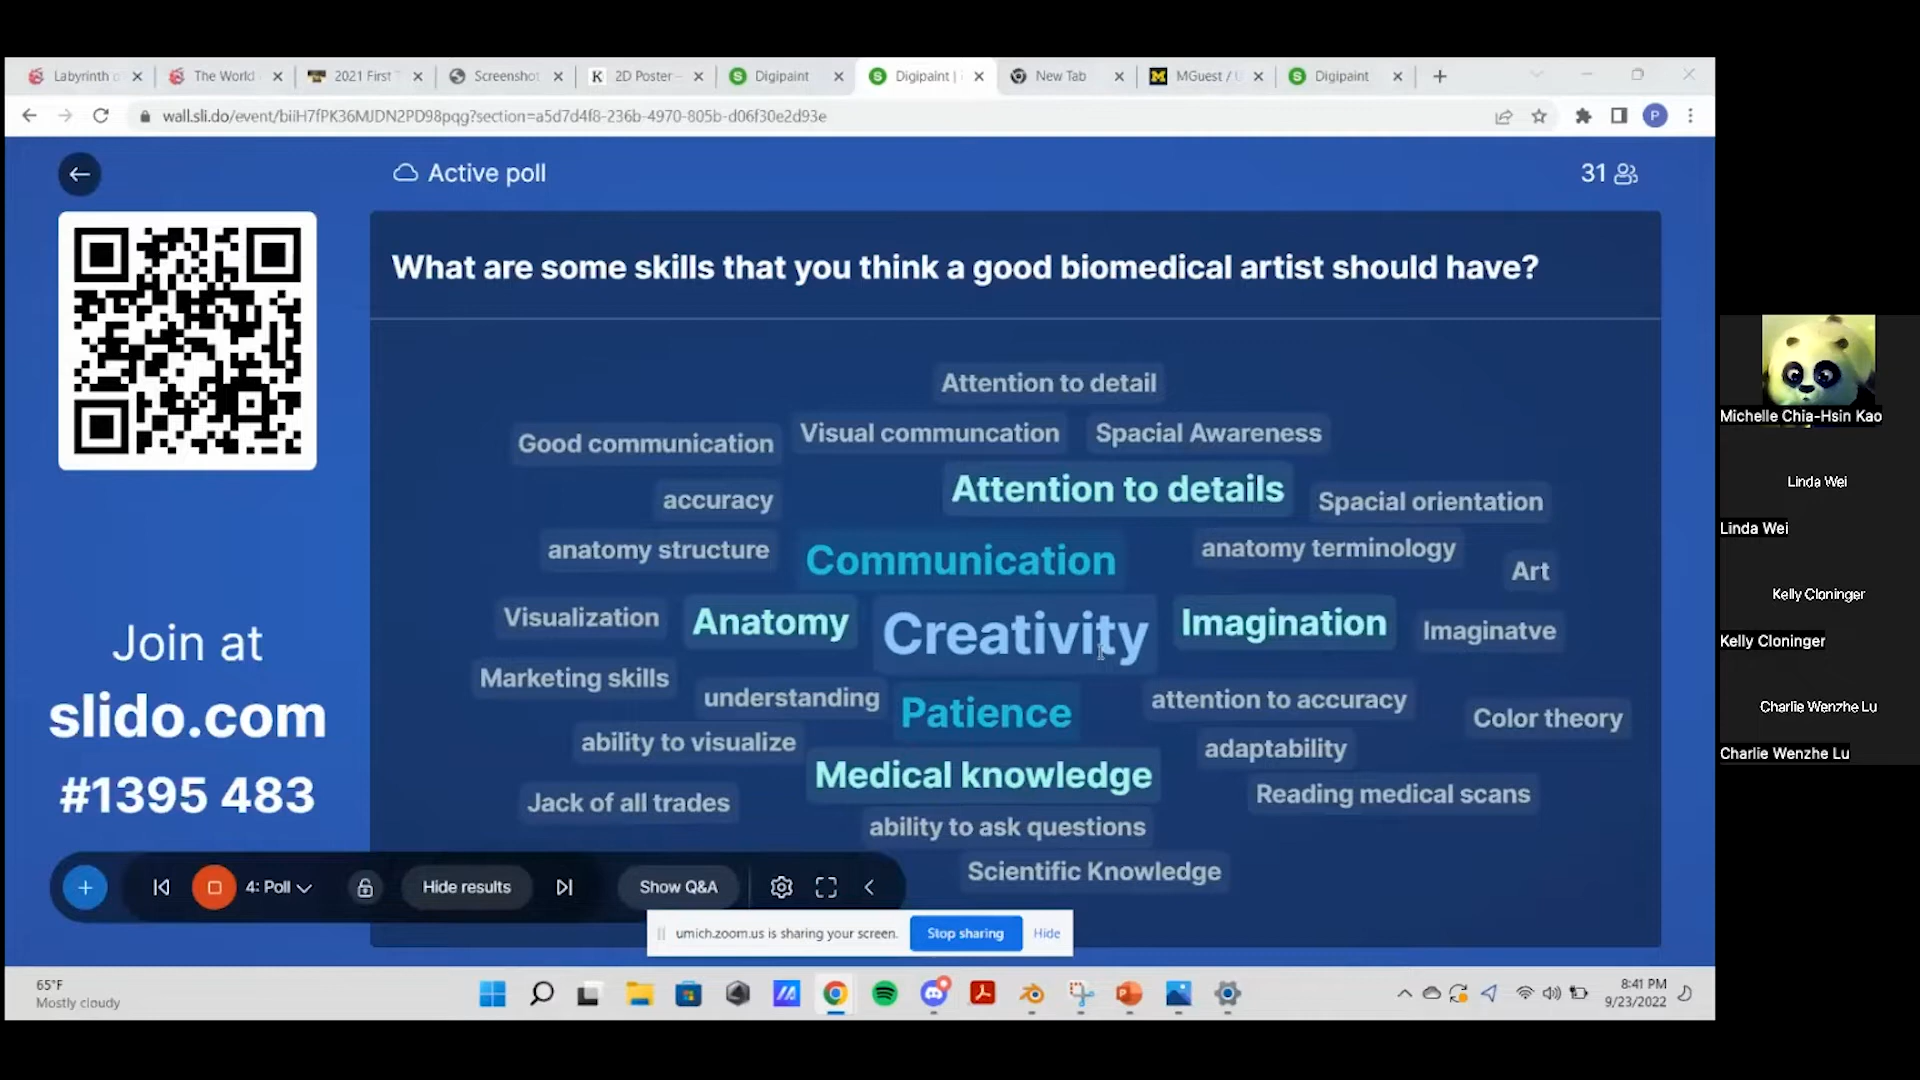 Labyrinth o
The World
2021 First T
Screenshot
2D Poster –
Digipaint
Digipaint |
New Tab
MGuest / U
Digipaint
wall.sli.do/event/biiH7fPK36MJDN2PD98pqg?section=a5d7d4f8-236b-4970-805b-d06f30e2d93e
P
Active poll
31
What are some skills that you think a good biomedical artist should have?
Attention to detail
Good communication
Visual communcation
Spacial Awareness
accuracy
Attention to details
Spacial orientation
anatomy structure
Communication
anatomy terminology
Art
Visualization
Anatomy
Creativity
Imagination
Imaginatve
Marketing skills
understanding
Patience
attention to accuracy
Color theory
ability to visualize
adaptability
Medical knowledge
Jack of all trades
Reading medical scans
ability to ask questions
Scientific Knowledge
Join at
slido.com
#1395 483
4: Poll
Hide results
Show Q&A
umich.zoom.us is sharing your screen.
Stop sharing
Hide
65°F
Mostly cloudy
8:41 PM
9/23/2022
Michelle Chia-Hsin Kao
Linda Wei
Linda Wei
Kelly Cloninger
Kelly Cloninger
Charlie Wenzhe Lu
Charlie Wenzhe Lu